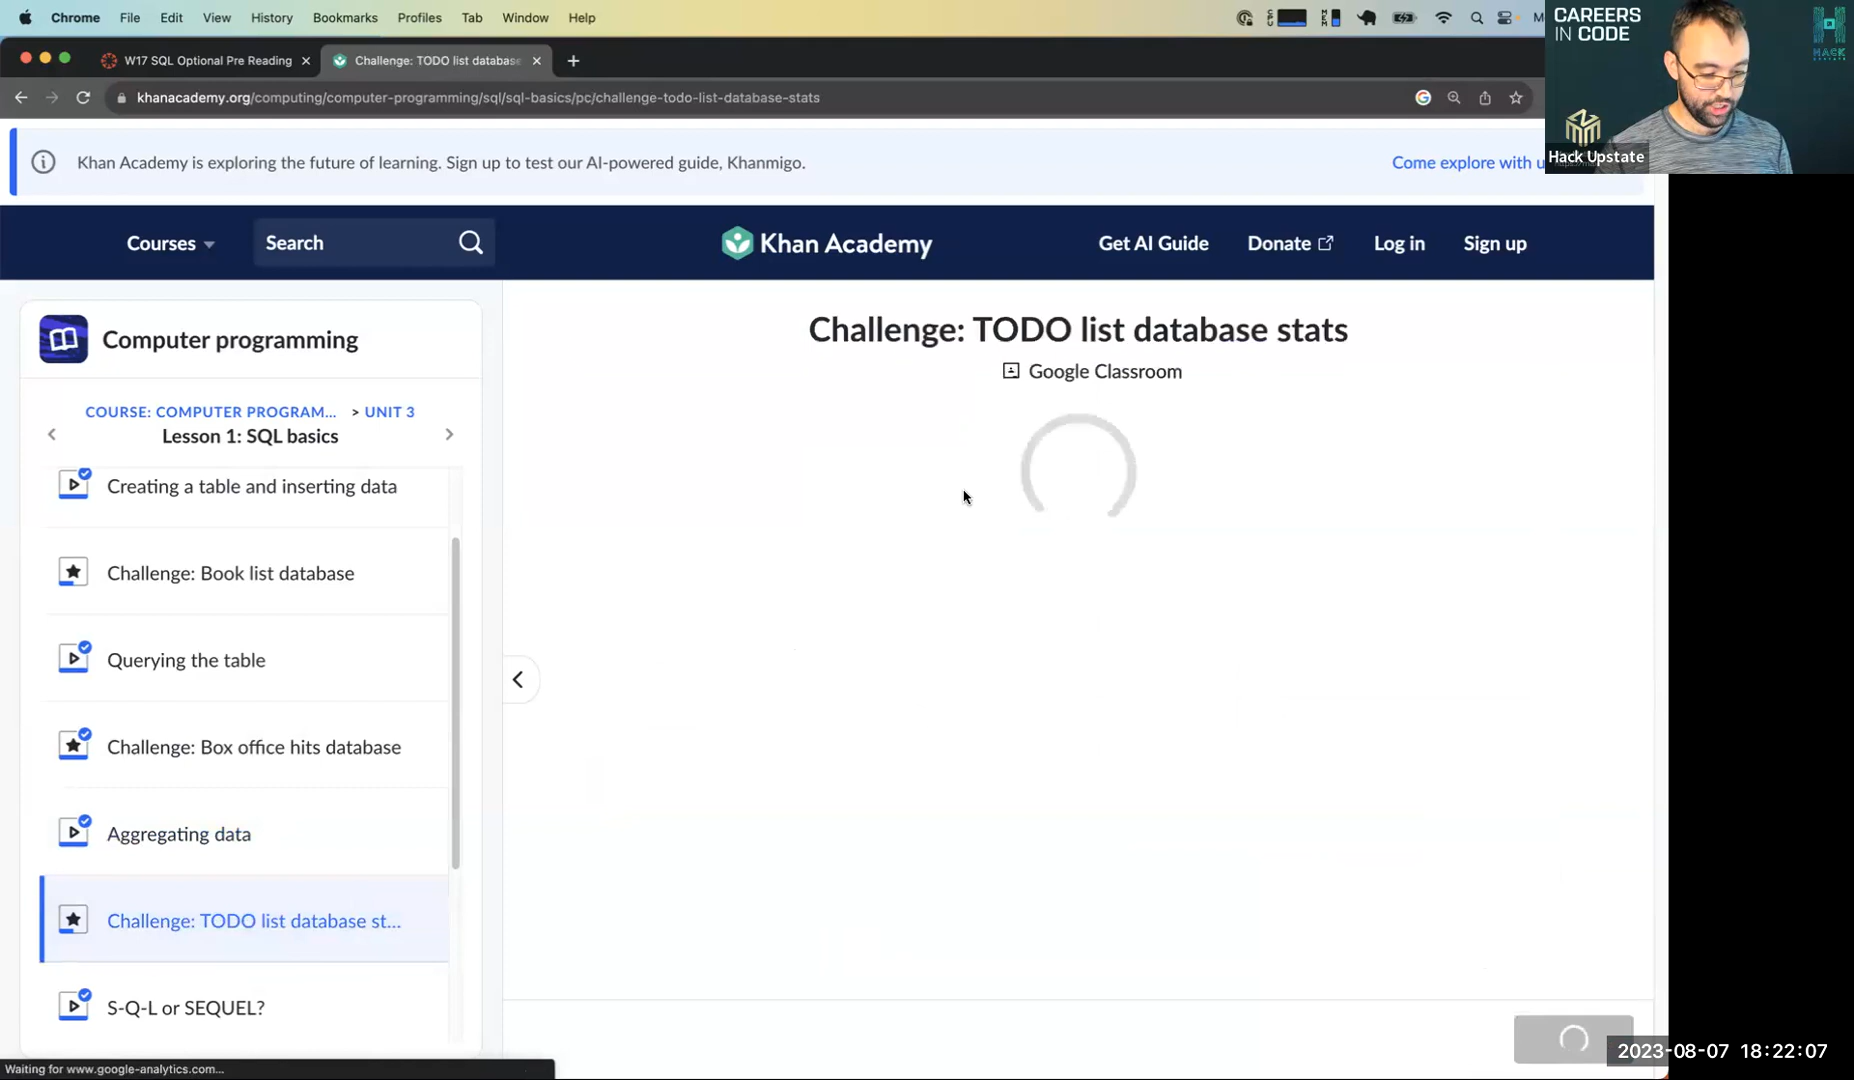 Chrome File Edit View History Bookmarks Profiles Tab Window Help
CAREERS
IN CODE
HACK
Hack Upstate
W17 SQL Optional Pre Reading
Challenge: TODO list database
khanacademy.org/computing/computer-programming/sql/sql-basics/pc/challenge-todo-list-database-stats
Khan Academy is exploring the future of learning. Sign up to test our AI-powered guide, Khanmigo.
Come explore with u
Courses
Search
Khan Academy
Get AI Guide
Donate
Log in
Sign up
Computer programming
COURSE: COMPUTER PROGRAM... > UNIT 3
Lesson 1: SQL basics
Creating a table and inserting data
Challenge: Book list database
Querying the table
Challenge: Box office hits database
Aggregating data
Challenge: TODO list database st...
S-Q-L or SEQUEL?
Challenge: TODO list database stats
Google Classroom
Waiting for www.google-analytics.com...
2023-08-07 18:22:07